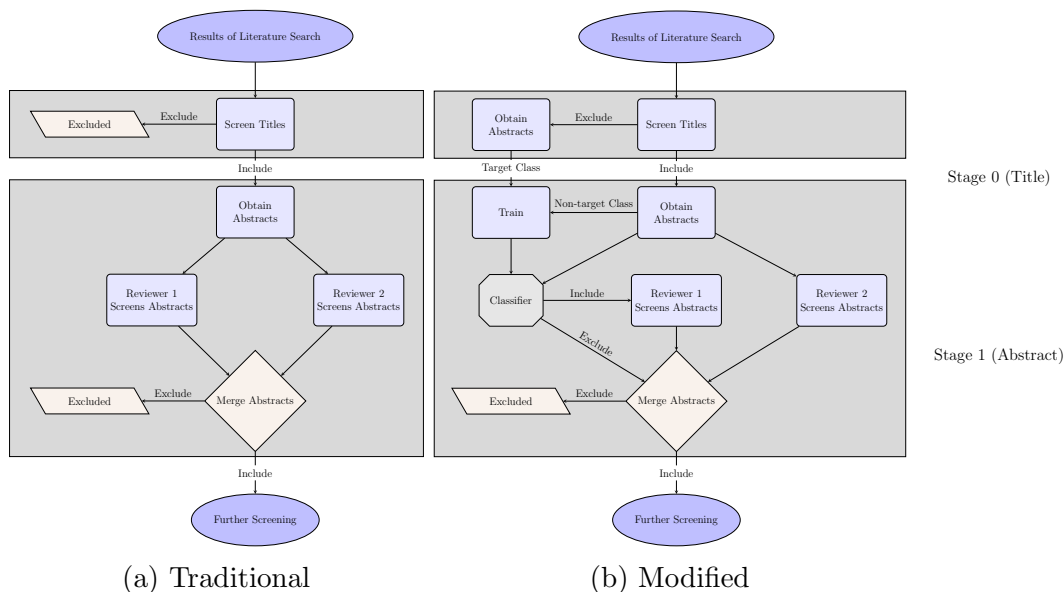 Results of Literature Search
Excluded
Exclude
Screen Titles
Include
Obtain
Abstracts
Reviewer 1
Screens Abstracts
Reviewer 2
Screens Abstracts
Excluded
Exclude
Merge Abstracts
Include
Further Screening
(a) Traditional
Results of Literature Search
Obtain
Abstracts
Exclude
Screen Titles
Target Class
Include
Train
Non-target Class
Obtain
Abstracts
Classifier
Include
Reviewer 1
Screens Abstracts
Reviewer 2
Screens Abstracts
Exclude
Excluded
Exclude
Merge Abstracts
Include
Further Screening
(b) Modified
Stage 0 (Title)
Stage 1 (Abstract)